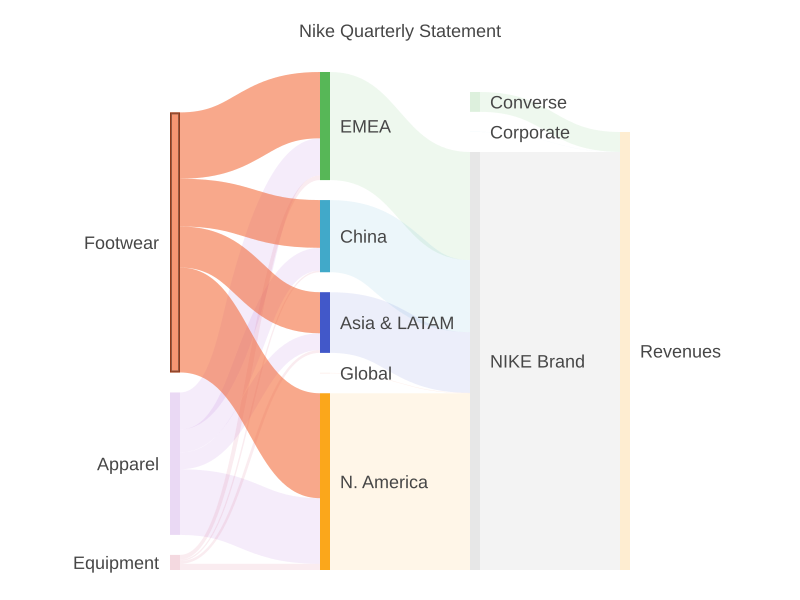 Nike Quarterly Statement
Converse
EMEA
Corporate
China
Footwear
Asia & LATAM
Revenues
NIKE Brand
Global
Apparel
N. America
Equipment